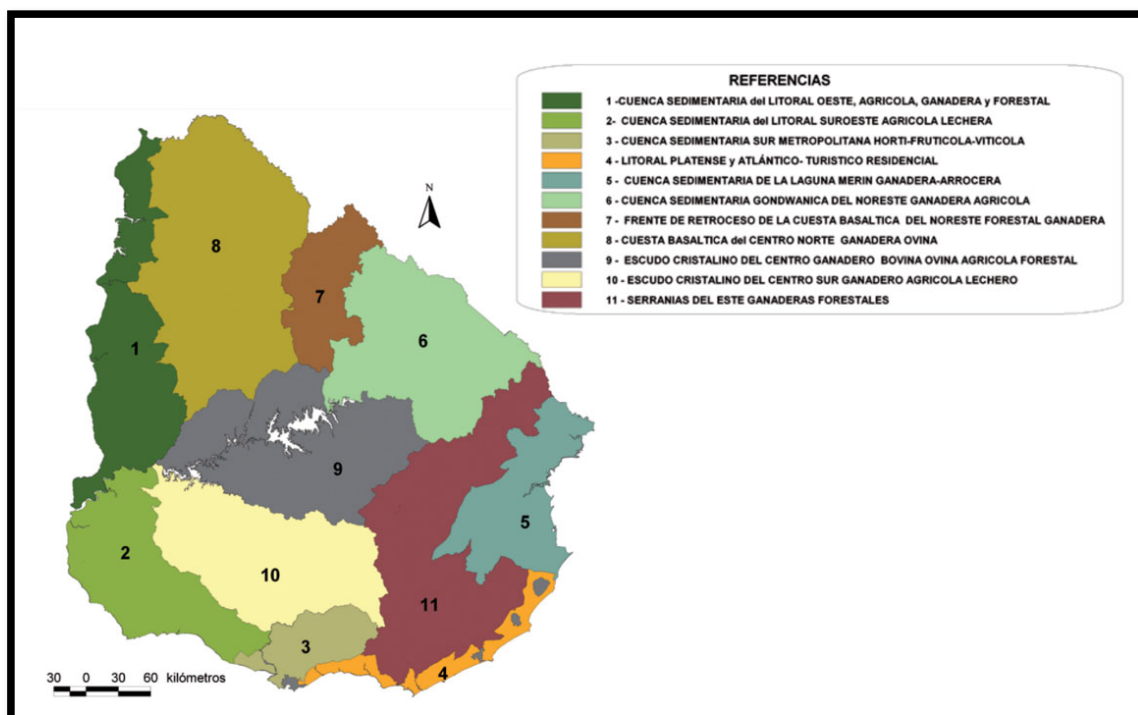 REFERENCIAS
1 -CUENCA SEDIMENTARIA del LITORAL OESTE, AGRICOLA, GANADERA y FORESTAL
2- CUENCA SEDIMENTARIA del LITORAL SUROESTE AGRICOLA LECHERA
3 - CUENCA SEDIMENTARIA SUR METROPOLITANA HORTI-FRUTICOLA-VITICOLA
4 - LITORAL PLATENSE y ATLÁNTICO- TURISTICO RESIDENCIAL
5 - CUENCA SEDIMENTARIA DE LA LAGUNA MERIN GANADERA-ARROCERA
6 - CUENCA SEDIMENTARIA GONDWANICA DEL NORESTE GANADERA AGRICOLA
7 - FRENTE DE RETROCESO DE LA CUESTA BASALTICA DEL NORESTE FORESTAL GANADERA
8 - CUESTA BASALTICA del CENTRO NORTE GANADERA OVINA
9 - ESCUDO CRISTALINO DEL CENTRO GANADERO BOVINA OVINA AGRICOLA FORESTAL
10 - ESCUDO CRISTALINO DEL CENTRO SUR GANADERO AGRICOLA LECHERO
11 - SERRANIAS DEL ESTE GANADERAS FORESTALES
N
8
7
1
6
9
5
2
10
11
3
4
30 0 30 60 kilómetros